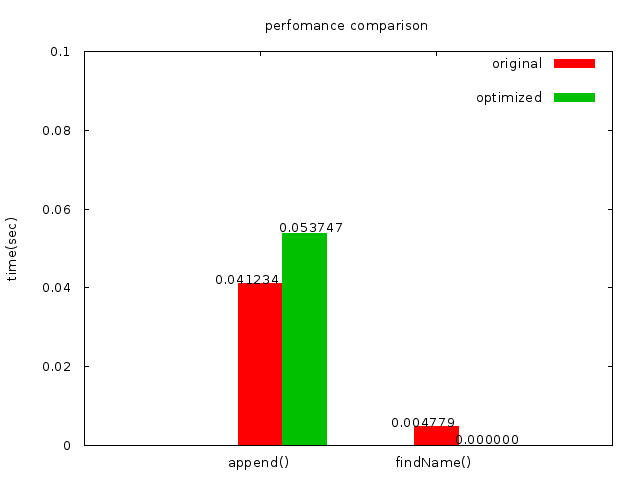 perfomance comparison
0.1
original
optimized
0.08
0.06
0.053747
time(sec)
0.041234
0.04
0.02
0.004779
0.000000
0
append()
findName()